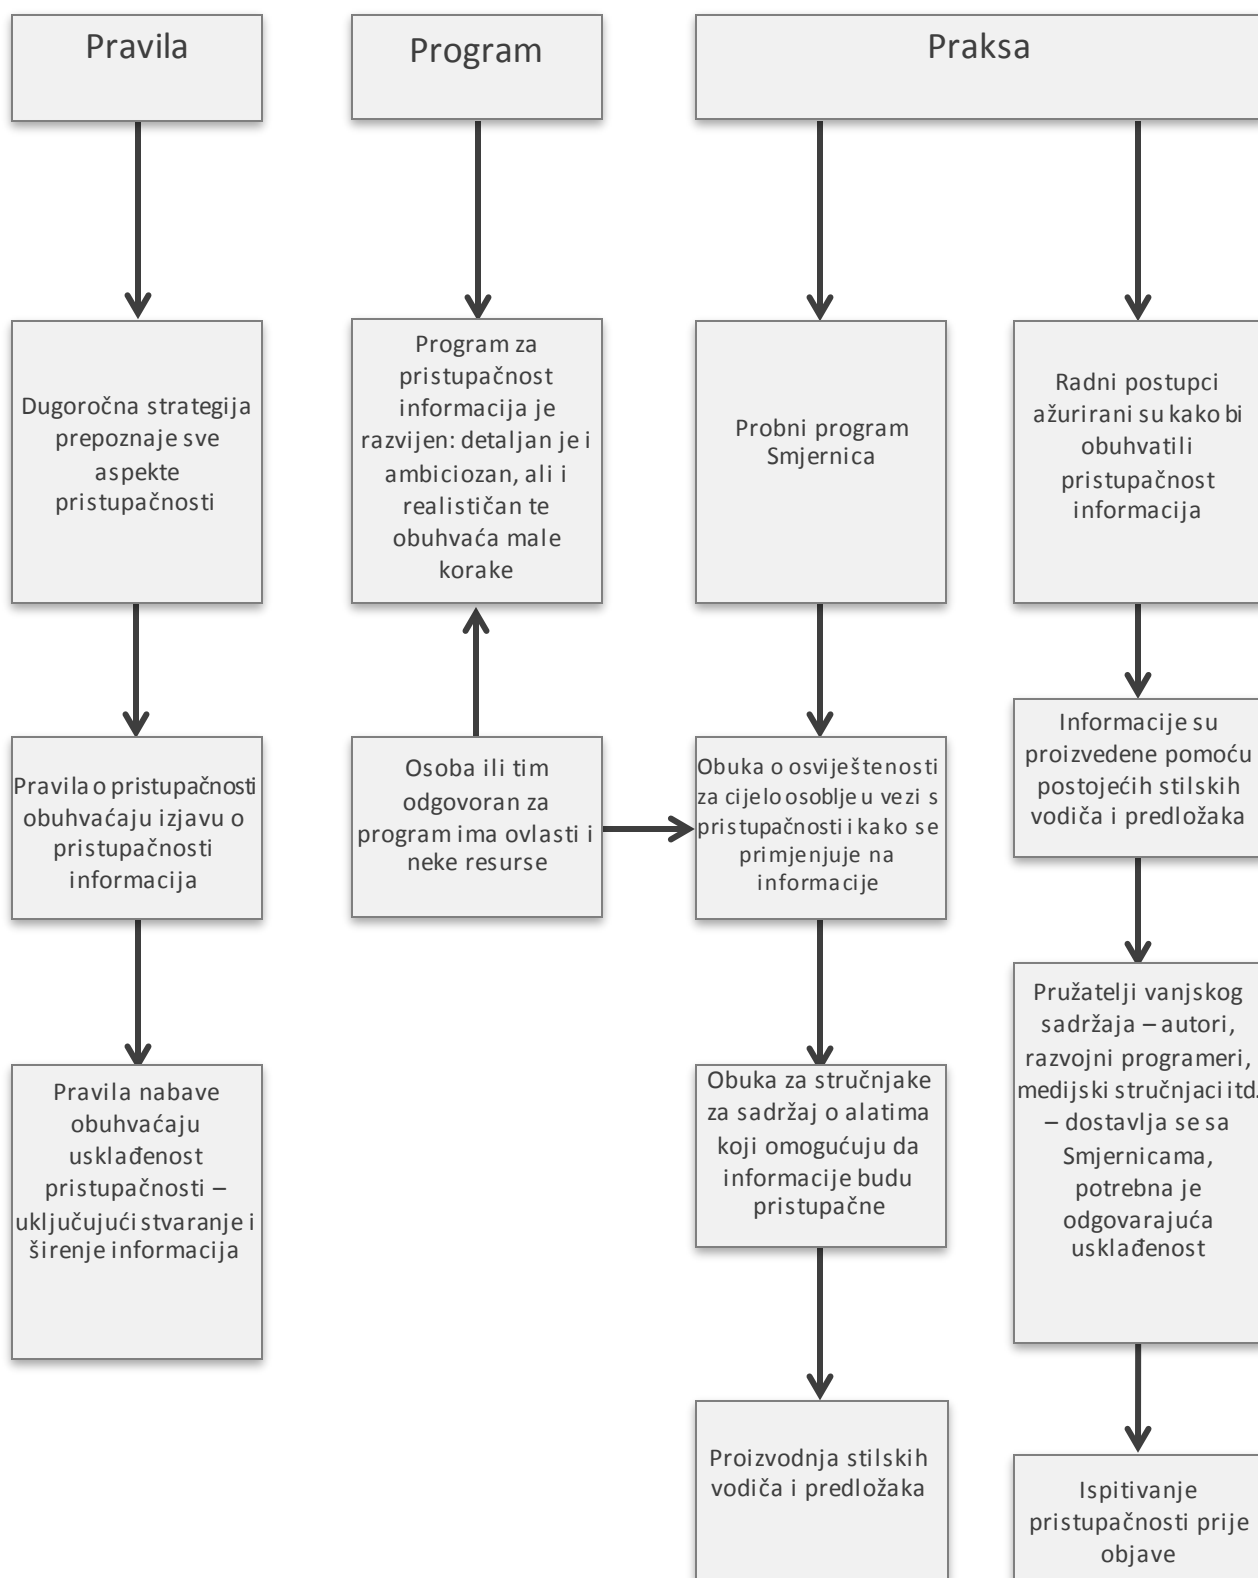 Pravila
Program
Praksa
Dugoročna strategija
prepoznaje sve
aspekte
pristupačnosti
Program za
pristupačnost
informacija je
razvijen: detaljan je i
ambiciozan, ali i
realističan te
obuhvaća male
korake
Probni program
Smjernica
Radni postupci
ažurirani su kako bi
obuhvatili
pristupačnost
informacija
Pravila o pristupačnosti
obuhvaćaju izjavu o
pristupačnosti
informacija
Osoba ili tim
odgovoran za
program ima ovlasti i
neke resurse
Obuka o osviještenosti
za cijelo osoblje u vezi s
pristupačnosti i kako se
primjenjuje na
informacije
Informacije su
proizvedene pomoću
postojećih stilskih
vodiča i predložaka
Pravila nabave
obuhvaćaju
usklađenost
pristupačnosti –
uključujući stvaranje i
širenje informacija
Obuka za stručnjake
za sadržaj o alatima
koji omogućuju da
informacije budu
pristupačne
Pružatelji vanjskog
sadržaja – autori,
razvojni programeri,
medijski stručnjaci itd.
– dostavlja se sa
Smjernicama,
potrebna je
odgovarajuća
usklađenost
Proizvodnja stilskih
vodiča i predložaka
Ispitivanje
pristupačnosti prije
objave